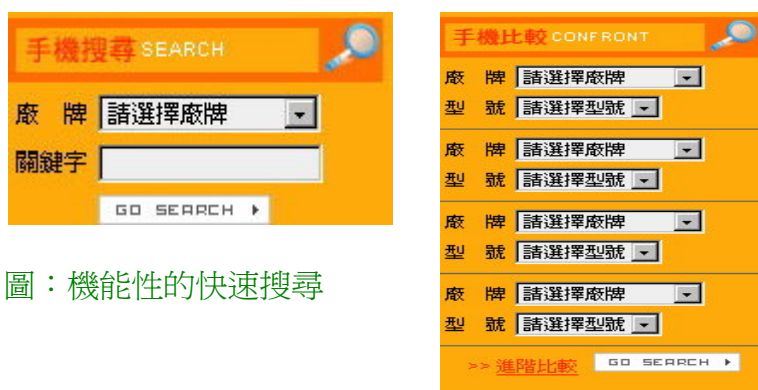 手機搜尋 SEARCH
廠 牌 請選擇廠牌
關鍵字
GO SEARCH
圖：機能性的快速搜尋
手機比較 CONFRONT
廠 牌 請選擇廠牌
型 號 請選擇型號
廠 牌 請選擇廠牌
型 號 請選擇型號
廠 牌 請選擇廠牌
型 號 請選擇型號
廠 牌 請選擇廠牌
型 號 請選擇型號
>> 進階比較 GO SEARCH